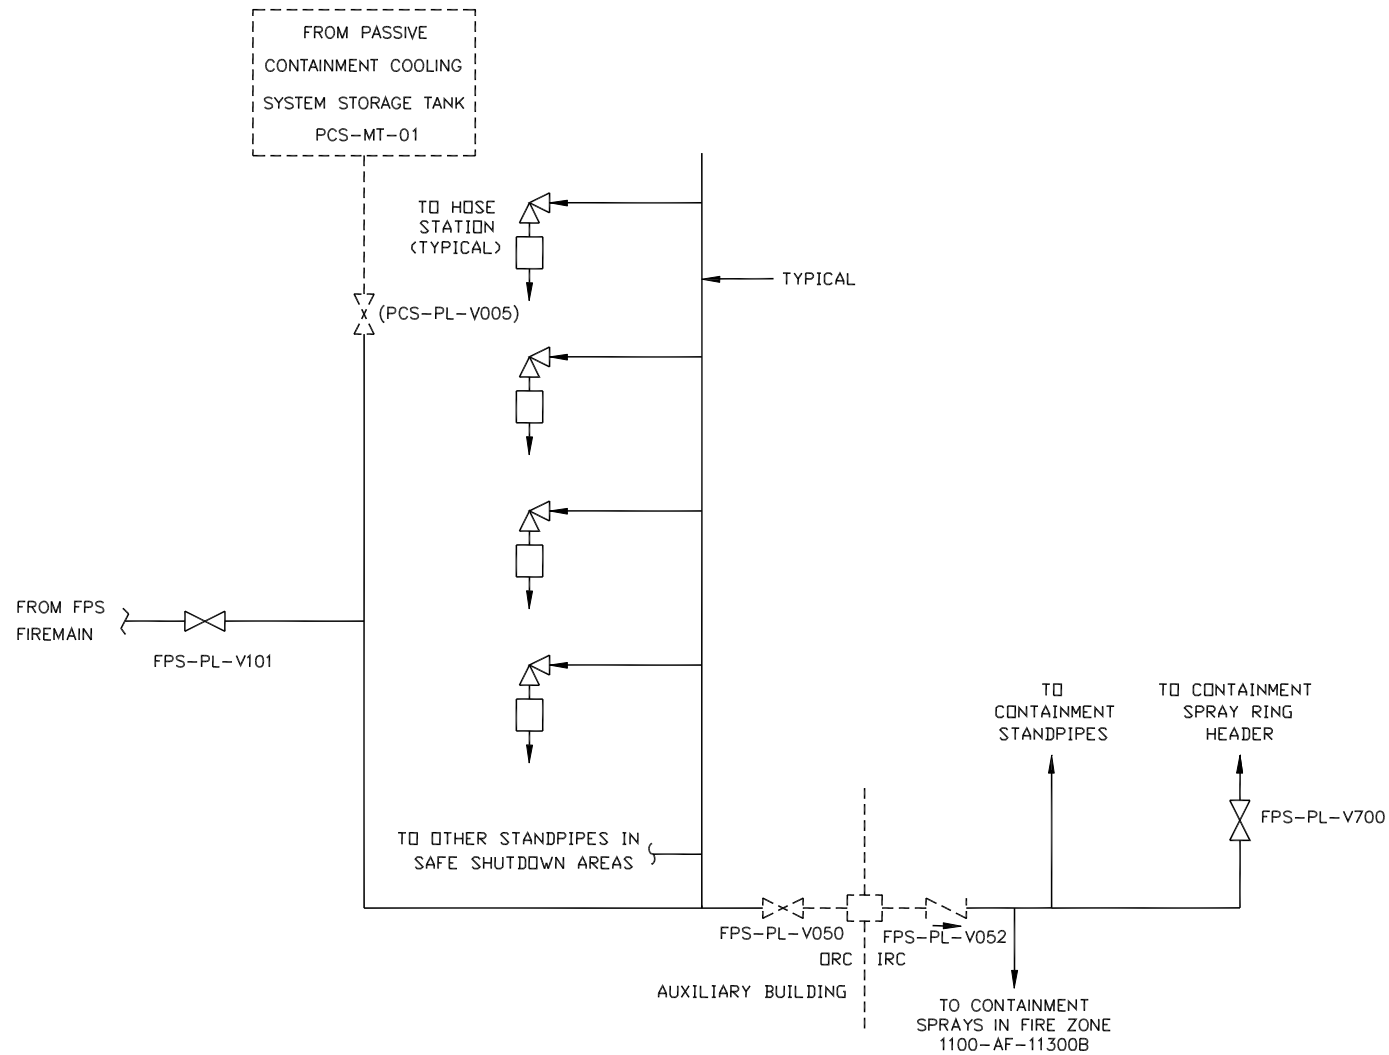 FROM PASSIVE
CONTAINMENT COOLING
SYSTEM STORAGE TANK
PCS-MT-01
TO HOSE
STATION
(TYPICAL)
TYPICAL
(PCS-PL-V005)
FROM FPS
FIREMAIN
FPS-PL-V101
TO
CONTAINMENT
STANDPIPES
TO CONTAINMENT
SPRAY RING
HEADER
FPS-PL-V700
TO OTHER STANDPIPES IN
SAFE SHUTDOWN AREAS
FPS-PL-V050
FPS-PL-V052
ORC
IRC
AUXILIARY BUILDING
TO CONTAINMENT
SPRAYS IN FIRE ZONE
1100-AF-11300B